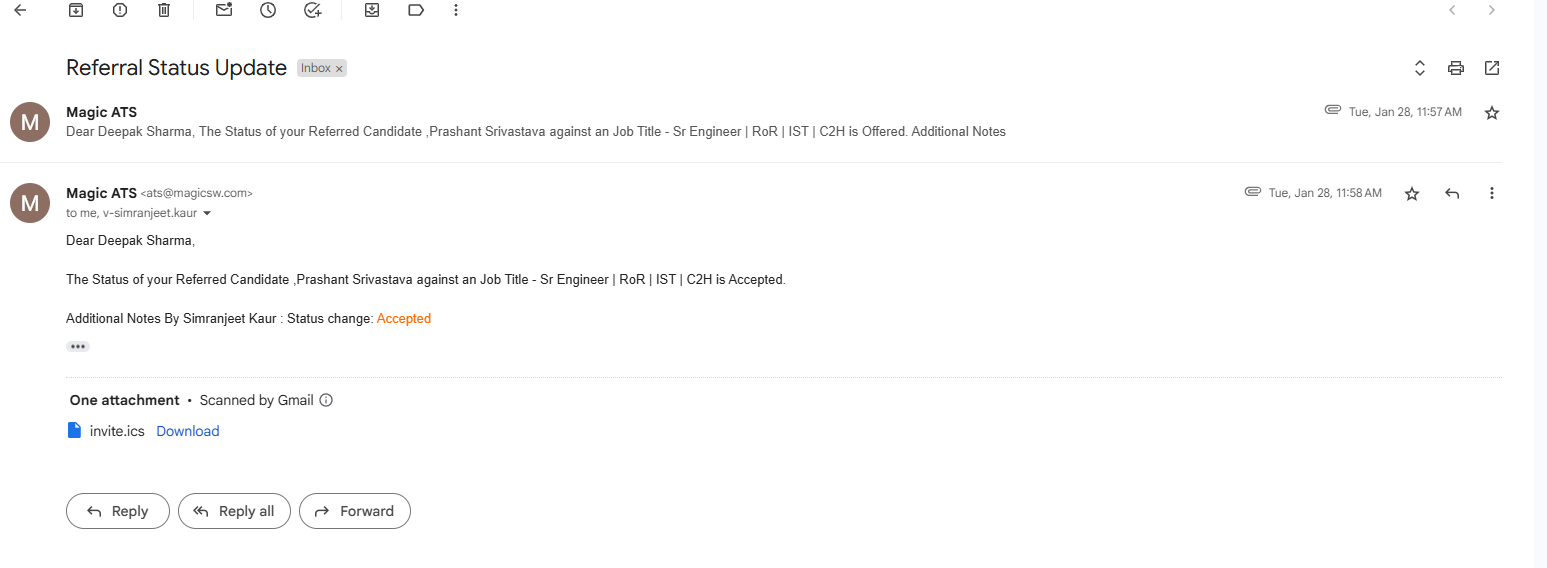 Referral Status Update Inbox ×
Magic ATS Tue, Jan 28, 11:57 AM
Dear Deepak Sharma, The Status of your Referred Candidate ,Prashant Srivastava against an Job Title - Sr Engineer | RoR | IST | C2H is Offered. Additional Notes
M
Magic ATS <ats@magicsw.com> Tue, Jan 28, 11:58 AM
M
to me, v-simranjeet.kaur
Dear Deepak Sharma,
The Status of your Referred Candidate ,Prashant Srivastava against an Job Title - Sr Engineer | RoR | IST | C2H is Accepted.
Additional Notes By Simranjeet Kaur : Status change: Accepted
One attachment • Scanned by Gmail
invite.ics Download
Reply Reply all Forward